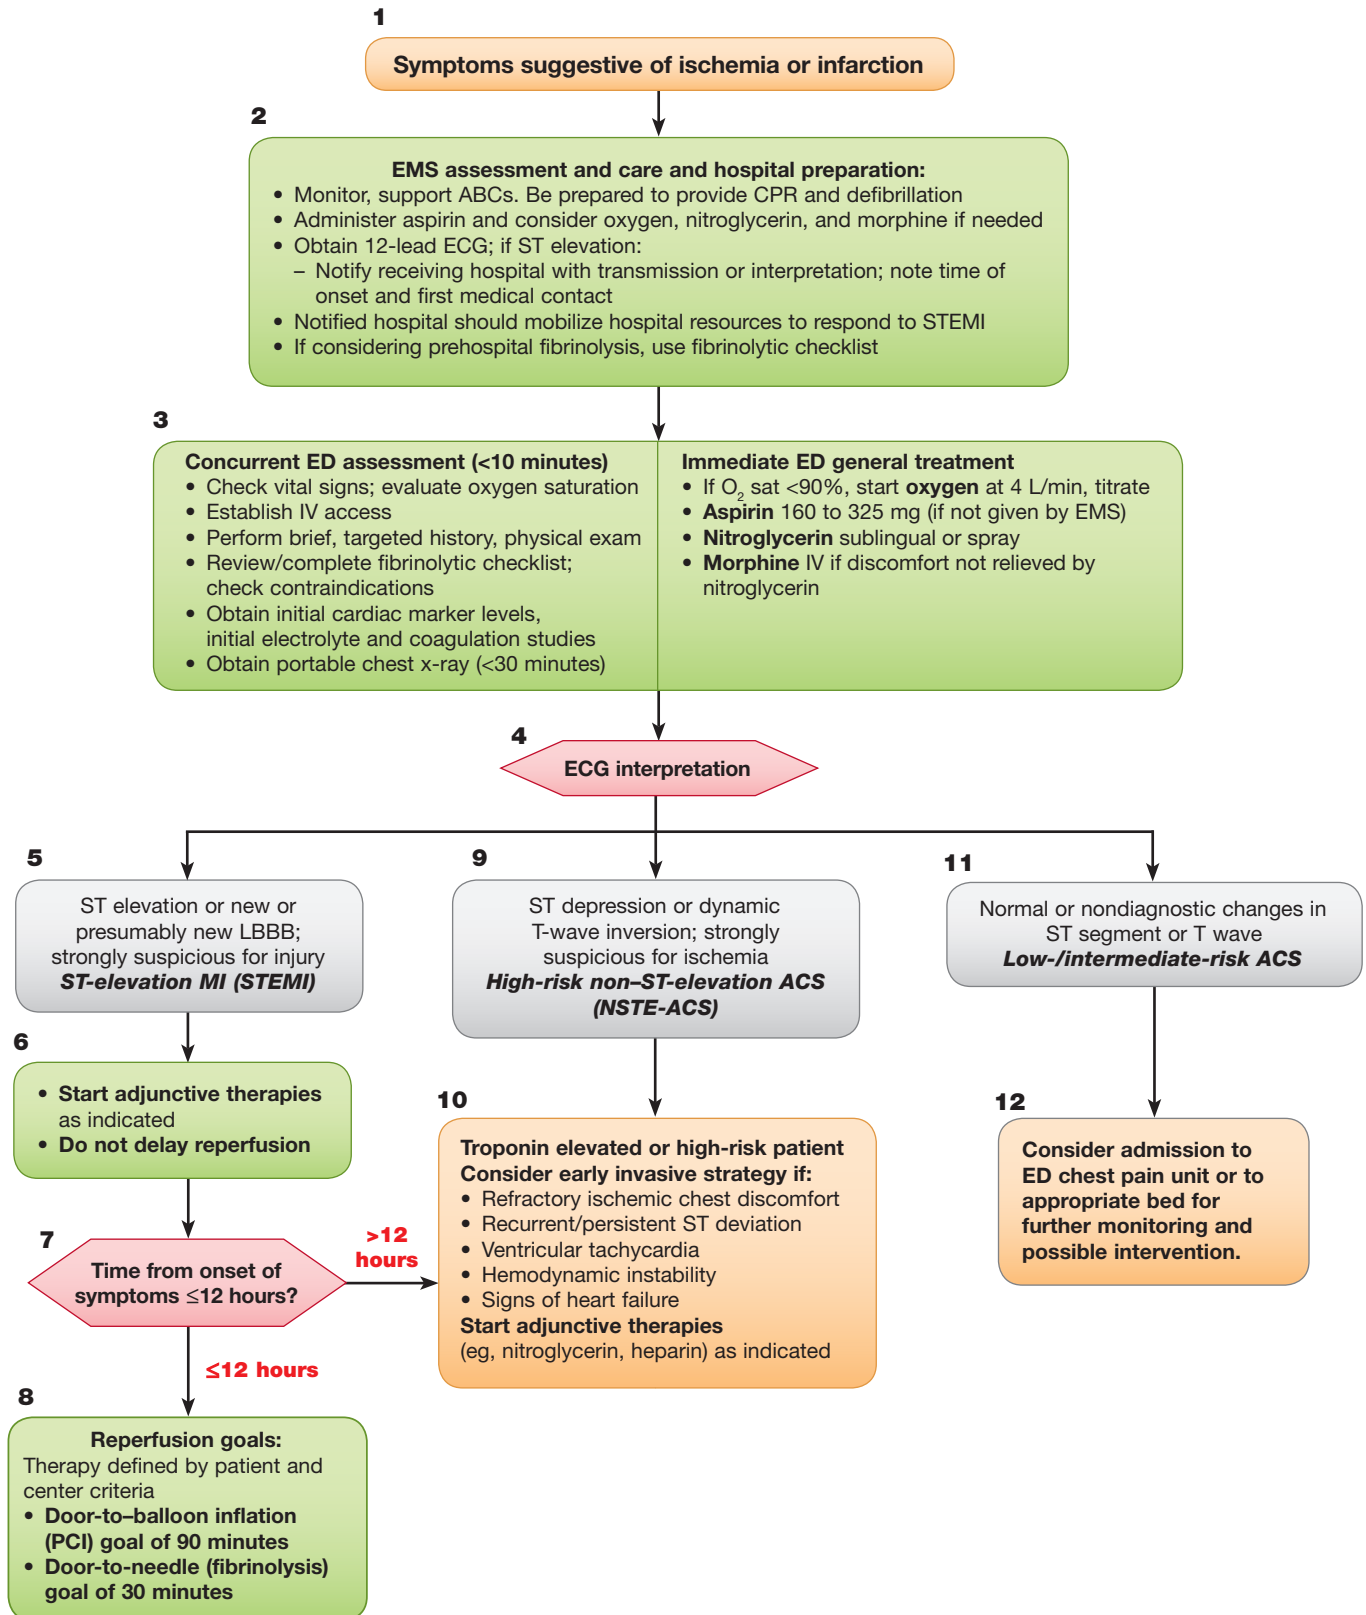 1
Symptoms suggestive of ischemia or infarction
2
EMS assessment and care and hospital preparation:
• Monitor, support ABCs. Be prepared to provide CPR and defibrillation
• Administer aspirin and consider oxygen, nitroglycerin, and morphine if needed
• Obtain 12-lead ECG; if ST elevation:
– Notify receiving hospital with transmission or interpretation; note time of
onset and first medical contact
• Notified hospital should mobilize hospital resources to respond to STEMI
• If considering prehospital fibrinolysis, use fibrinolytic checklist
3
Concurrent ED assessment (<10 minutes)
• Check vital signs; evaluate oxygen saturation
• Establish IV access
• Perform brief, targeted history, physical exam
• Review/complete fibrinolytic checklist;
check contraindications
• Obtain initial cardiac marker levels,
initial electrolyte and coagulation studies
• Obtain portable chest x-ray (<30 minutes)
Immediate ED general treatment
• If O₂ sat <90%, start oxygen at 4 L/min, titrate
• Aspirin 160 to 325 mg (if not given by EMS)
• Nitroglycerin sublingual or spray
• Morphine IV if discomfort not relieved by
nitroglycerin
4
ECG interpretation
5
ST elevation or new or
presumably new LBBB;
strongly suspicious for injury
ST-elevation MI (STEMI)
6
• Start adjunctive therapies
as indicated
• Do not delay reperfusion
7
Time from onset of
symptoms ≤12 hours?
>12
hours
≤12 hours
8
Reperfusion goals:
Therapy defined by patient and
center criteria
• Door-to–balloon inflation
(PCI) goal of 90 minutes
• Door-to-needle (fibrinolysis)
goal of 30 minutes
9
ST depression or dynamic
T-wave inversion; strongly
suspicious for ischemia
High-risk non–ST-elevation ACS
(NSTE-ACS)
10
Troponin elevated or high-risk patient
Consider early invasive strategy if:
• Refractory ischemic chest discomfort
• Recurrent/persistent ST deviation
• Ventricular tachycardia
• Hemodynamic instability
• Signs of heart failure
Start adjunctive therapies
(eg, nitroglycerin, heparin) as indicated
11
Normal or nondiagnostic changes in
ST segment or T wave
Low-/intermediate-risk ACS
12
Consider admission to
ED chest pain unit or to
appropriate bed for
further monitoring and
possible intervention.